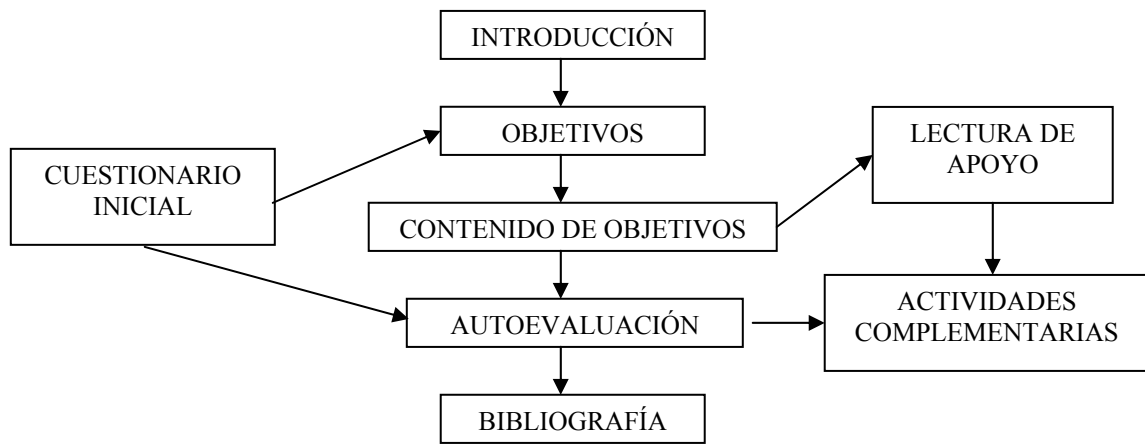 INTRODUCCIÓN
OBJETIVOS
LECTURA DE
APOYO
CUESTIONARIO
INICIAL
CONTENIDO DE OBJETIVOS
AUTOEVALUACIÓN
ACTIVIDADES
COMPLEMENTARIAS
BIBLIOGRAFÍA